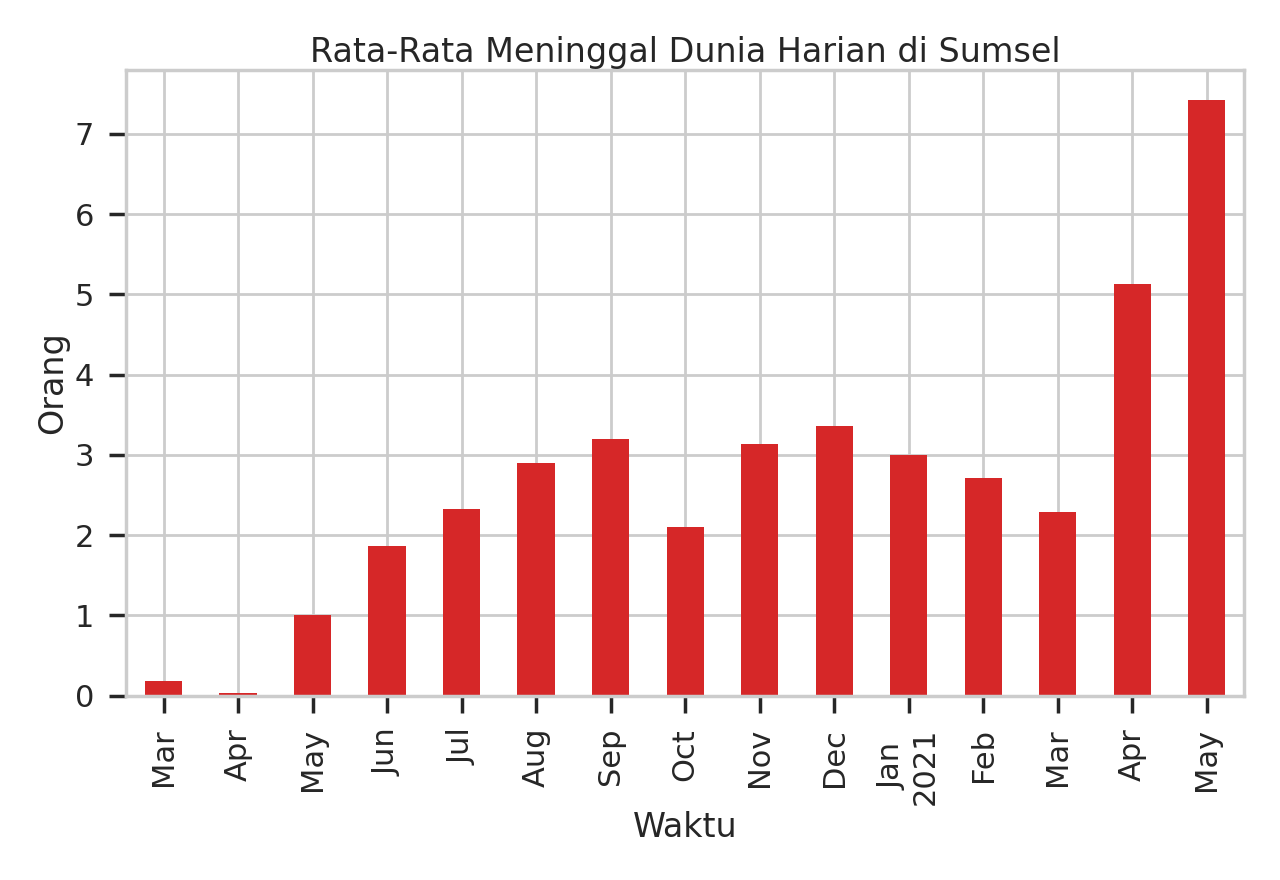 Rata-Rata Meninggal Dunia Harian di Sumsel
Orang
7
6
5
4
3
2
1
0
Mar
Apr
May
Jun
Jul
Aug
Sep
Oct
Nov
Dec
Jan
2021
Feb
Mar
Apr
May
Waktu